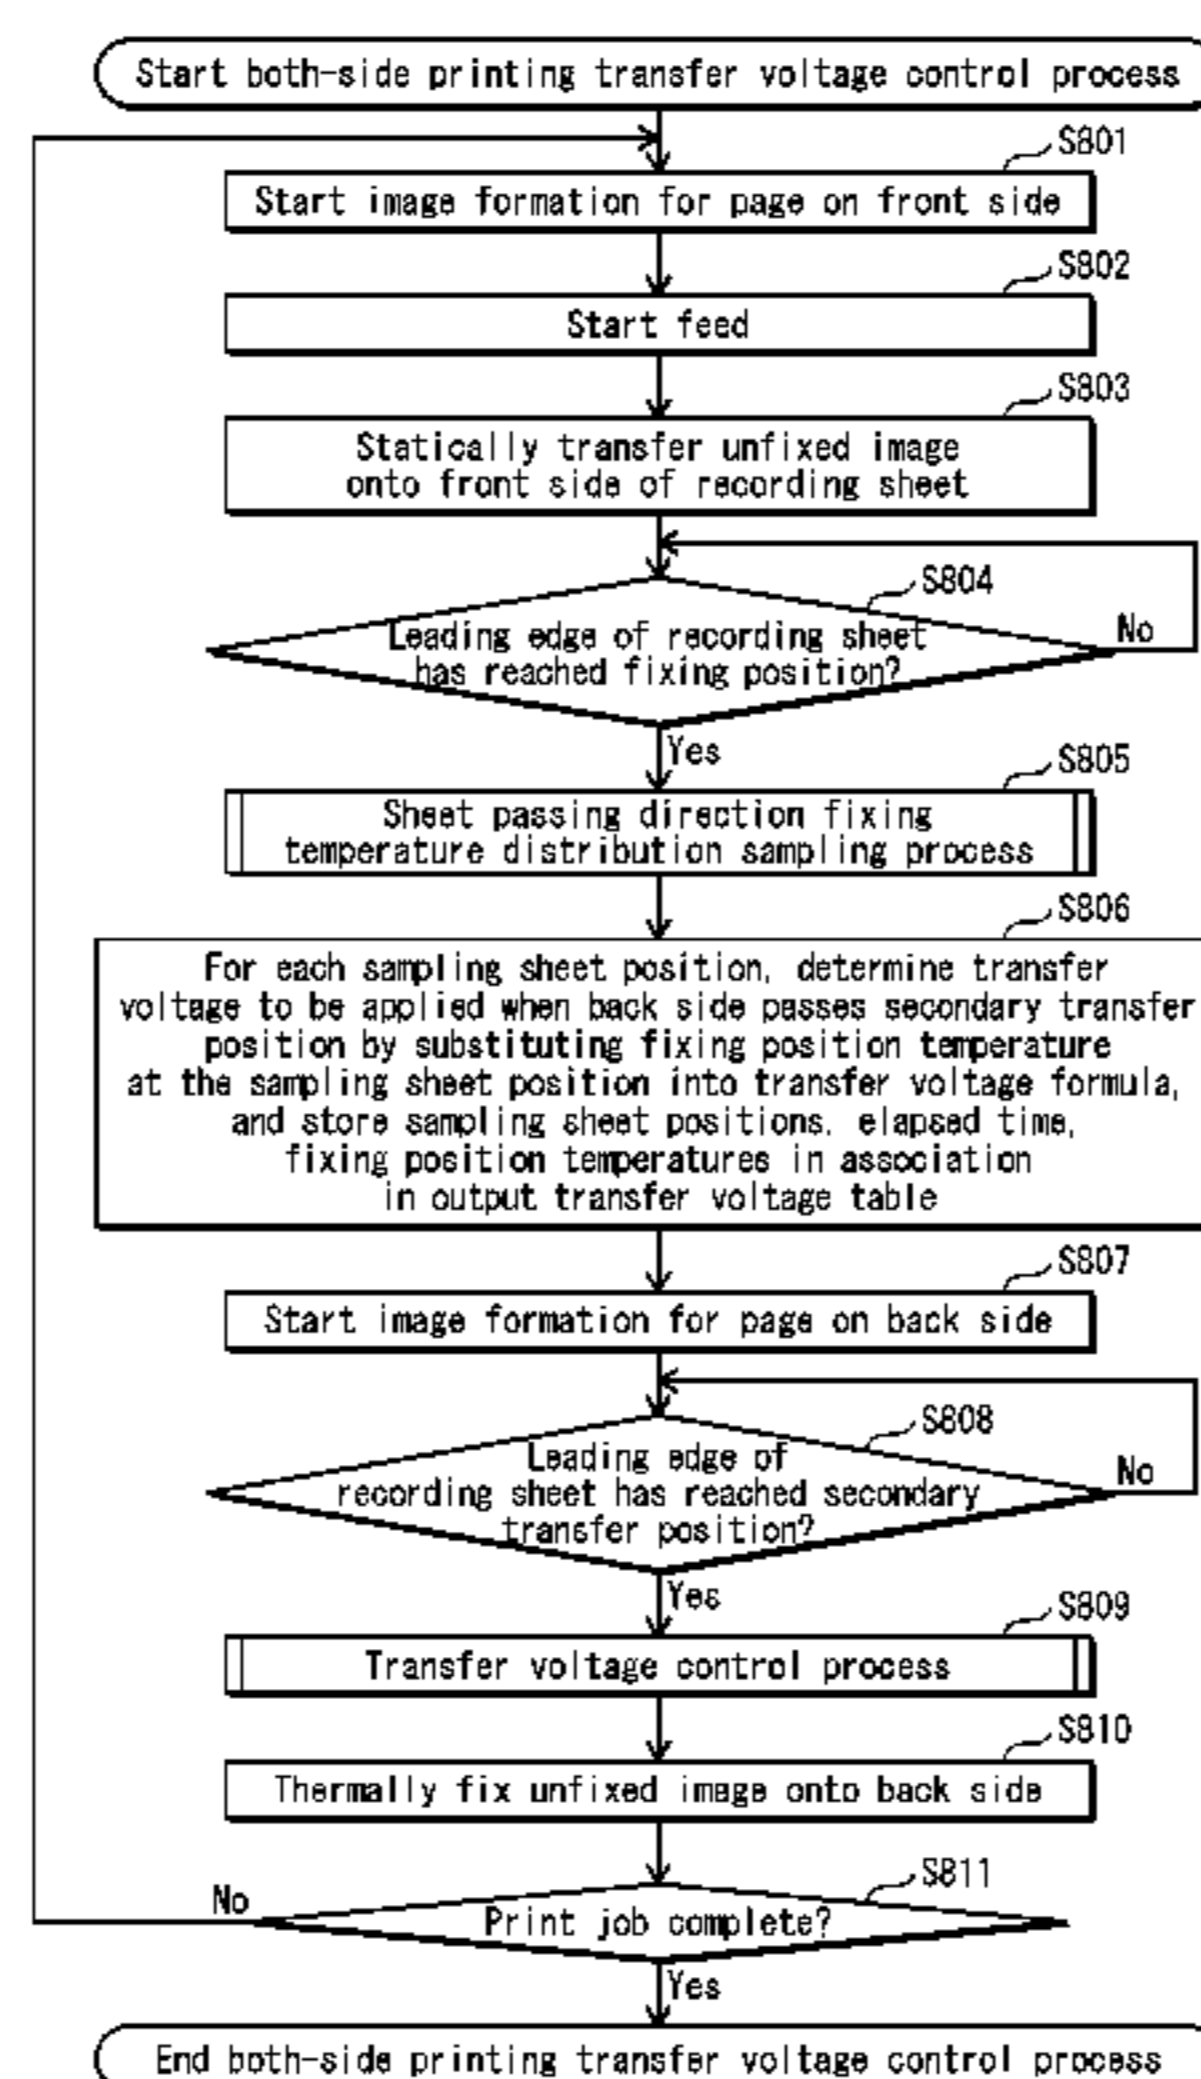 Start both-side printing transfer voltage control process
S801
Start image formation for page on front side
S802
Start feed
S803
Statically transfer unfixed image
onto front side of recording sheet
S804
Leading edge of recording sheet
has reached fixing position?
No
Yes
S805
Sheet passing direction fixing
temperature distribution sampling process
S806
For each sampling sheet position, determine transfer
voltage to be applied when back side passes secondary transfer
position by substituting fixing position temperature
at the sampling sheet position into transfer voltage formula,
and store sampling sheet positions, elapsed time,
fixing position temperatures in association
in output transfer voltage table
S807
Start image formation for page on back side
S808
Leading edge of
recording sheet has reached secondary
transfer position?
No
Yes
S809
Transfer voltage control process
S810
Thermally fix unfixed image onto back side
S811
No
Print job complete?
Yes
End both-side printing transfer voltage control process